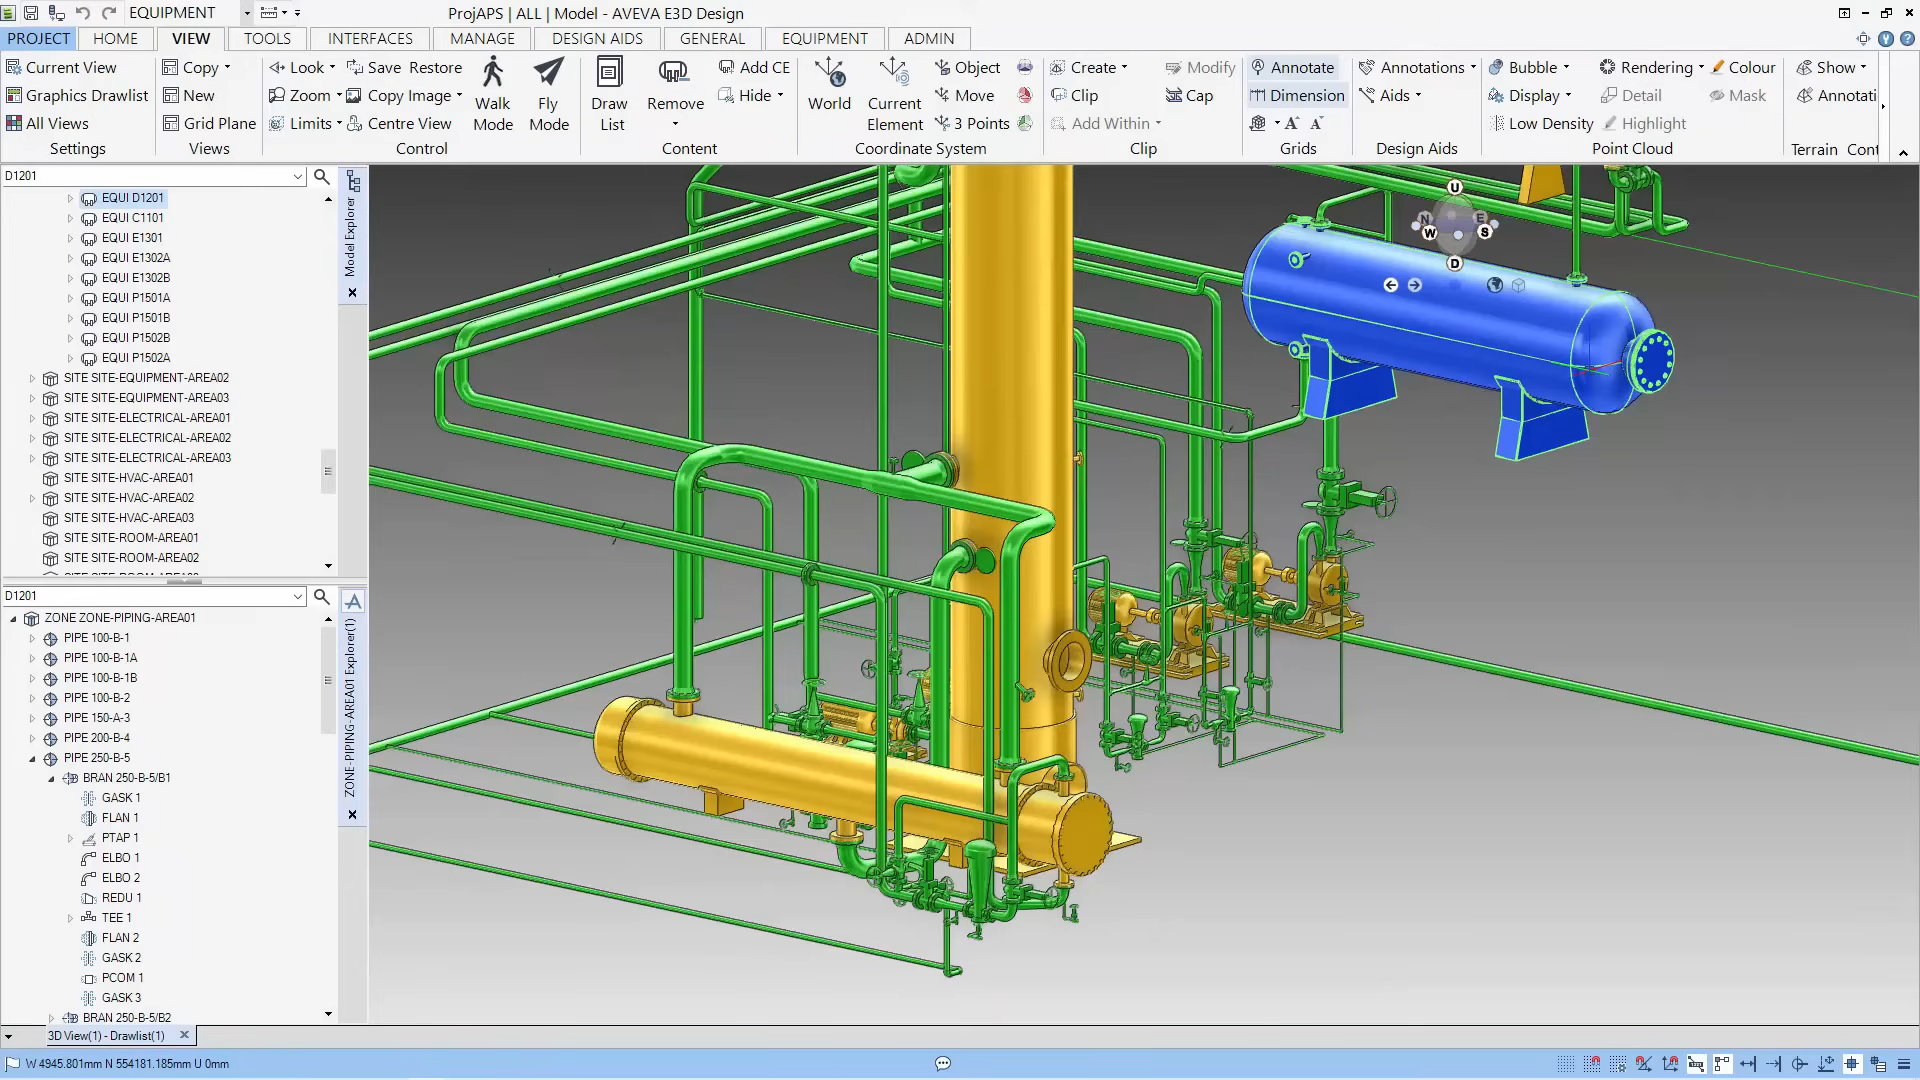 EQUIPMENT
ProjAPS | ALL | Model - AVEVA E3D Design
PROJECT HOME VIEW TOOLS INTERFACES MANAGE DESIGN AIDS GENERAL EQUIPMENT ADMIN
Current View
Graphics Drawlist
All Views
Settings
Copy
New
Grid Plane
Views
Look Save Restore
Zoom Copy Image
Limits Centre View
Walk Mode
Fly Mode
Control
Draw List
Remove
Add CE
Hide
Content
World
Current Element
Object
Move
3 Points
Coordinate System
Create Modify
Clip Cap
Add Within
Clip
Annotate
Dimension
A A
Grids
Annotations
Aids
Design Aids
Bubble Rendering Colour
Display Detail Mask
Low Density Highlight
Point Cloud
Show
Annotati
Terrain Cont
D1201
EQUI D1201
EQUI C1101
EQUI E1301
EQUI E1302A
EQUI E1302B
EQUI P1501A
EQUI P1501B
EQUI P1502B
EQUI P1502A
SITE SITE-EQUIPMENT-AREA02
SITE SITE-EQUIPMENT-AREA03
SITE SITE-ELECTRICAL-AREA01
SITE SITE-ELECTRICAL-AREA02
SITE SITE-ELECTRICAL-AREA03
SITE SITE-HVAC-AREA01
SITE SITE-HVAC-AREA02
SITE SITE-HVAC-AREA03
SITE SITE-ROOM-AREA01
SITE SITE-ROOM-AREA02
Model Explorer
D1201
ZONE ZONE-PIPING-AREA01
PIPE 100-B-1
PIPE 100-B-1A
PIPE 100-B-1B
PIPE 100-B-2
PIPE 150-A-3
PIPE 200-B-4
PIPE 250-B-5
BRAN 250-B-5/B1
GASK 1
FLAN 1
PTAP 1
ELBO 1
ELBO 2
REDU 1
TEE 1
FLAN 2
GASK 2
PCOM 1
GASK 3
BRAN 250-B-5/B2
ZONE-PIPING-AREA01 Explorer(1)
U
N E
W S
D
3D View(1) - Drawlist(1)
W 4945.801mm N 554181.185mm U 0mm